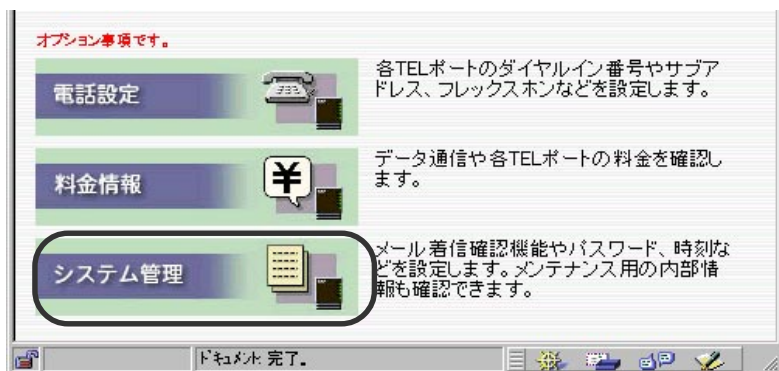 オプション事項です。
電話設定
各TELポートのダイヤルイン番号やサブア
ドレス、フレックスホンなどを設定します。
料金情報
¥
データ通信や各TELポートの料金を確認し
ます。
システム管理
メール着信確認機能やパスワード、時刻な
どを設定します。メンテナンス用の内部情
報も確認できます。
ドキュメント: 完了。